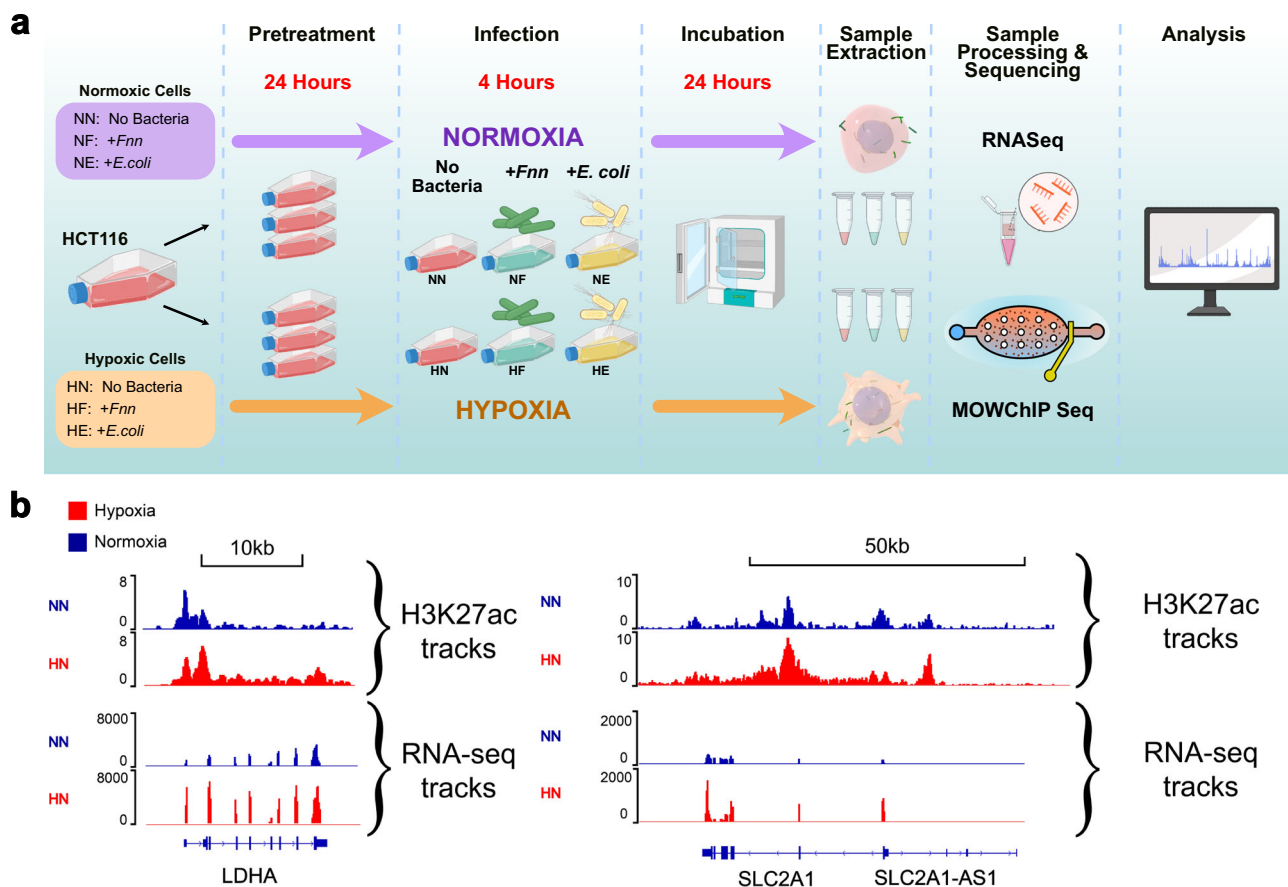 a
Pretreatment
Infection
Incubation
Sample
Extraction
Sample
Processing &
Sequencing
Analysis
24 Hours
4 Hours
24 Hours
Normoxic Cells
NN: No Bacteria
NF: +Fnn
NE: +E.coli
NORMOXIA
No
Bacteria
+Fnn
+E. coli
RNASeq
HCT116
NN
NF
NE
Hypoxic Cells
HN: No Bacteria
HF: +Fnn
HE: +E.coli
HN
HF
HE
HYPOXIA
MOWChIP Seq
b
Hypoxia
Normoxia
10kb
50kb
NN
8
0
HN
8
0
H3K27ac
tracks
NN
10
0
HN
10
0
H3K27ac
tracks
NN
8000
0
HN
8000
0
RNA-seq
tracks
NN
2000
0
HN
2000
0
RNA-seq
tracks
LDHA
SLC2A1
SLC2A1-AS1